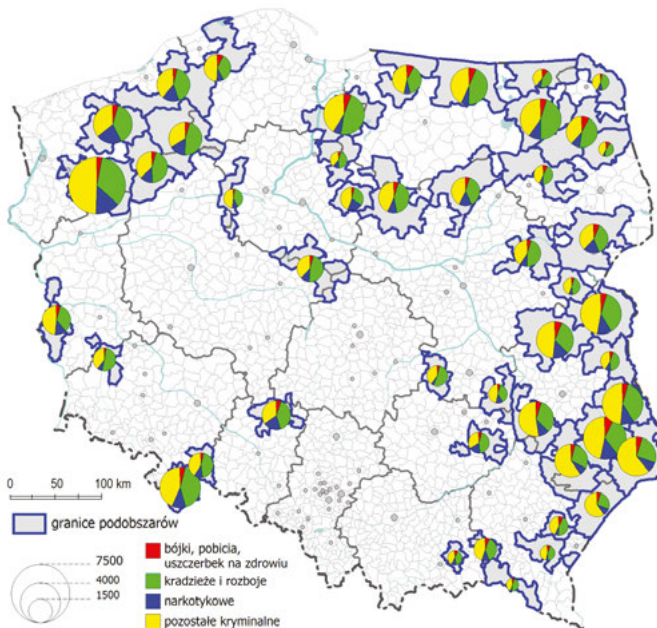 0 50 100 km
granice podobszarów
7500
4000
1500
bójki, pobicia,
uszczerbek na zdrowiu
kradzieże i rozboje
narkotykowe
pozostałe kryminalne